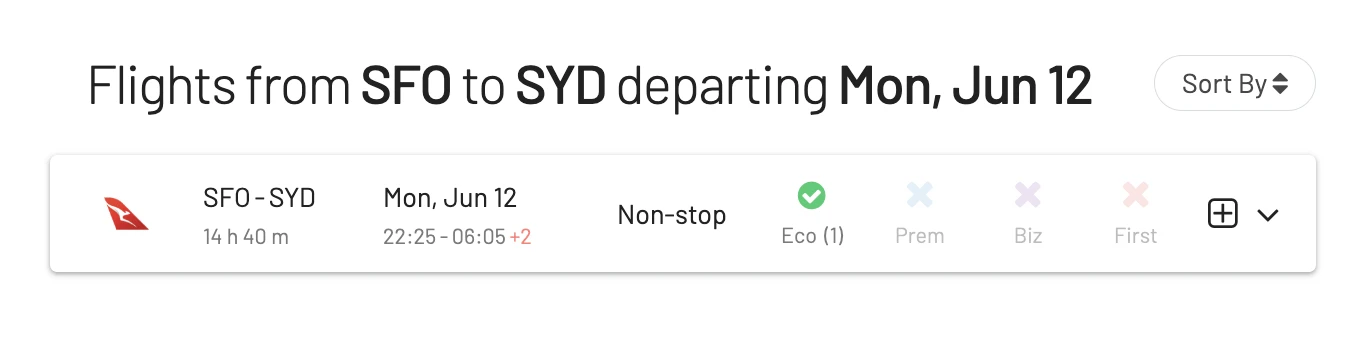 Flights from SFO to SYD departing Mon, Jun 12
Sort By
SFO - SYD
14 h 40 m
Mon, Jun 12
22:25 - 06:05 +2
Non-stop
Eco (1)
Prem
Biz
First